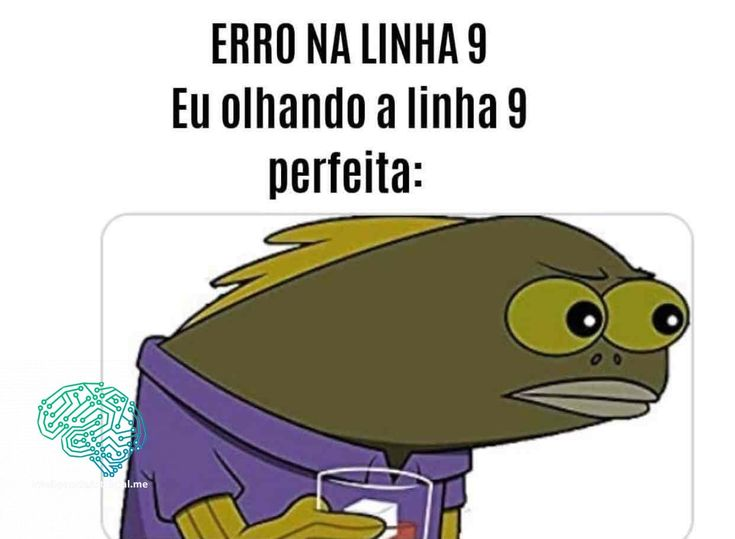 ERRO NA LINHA 9
Eu olhando a linha 9
perfeita: